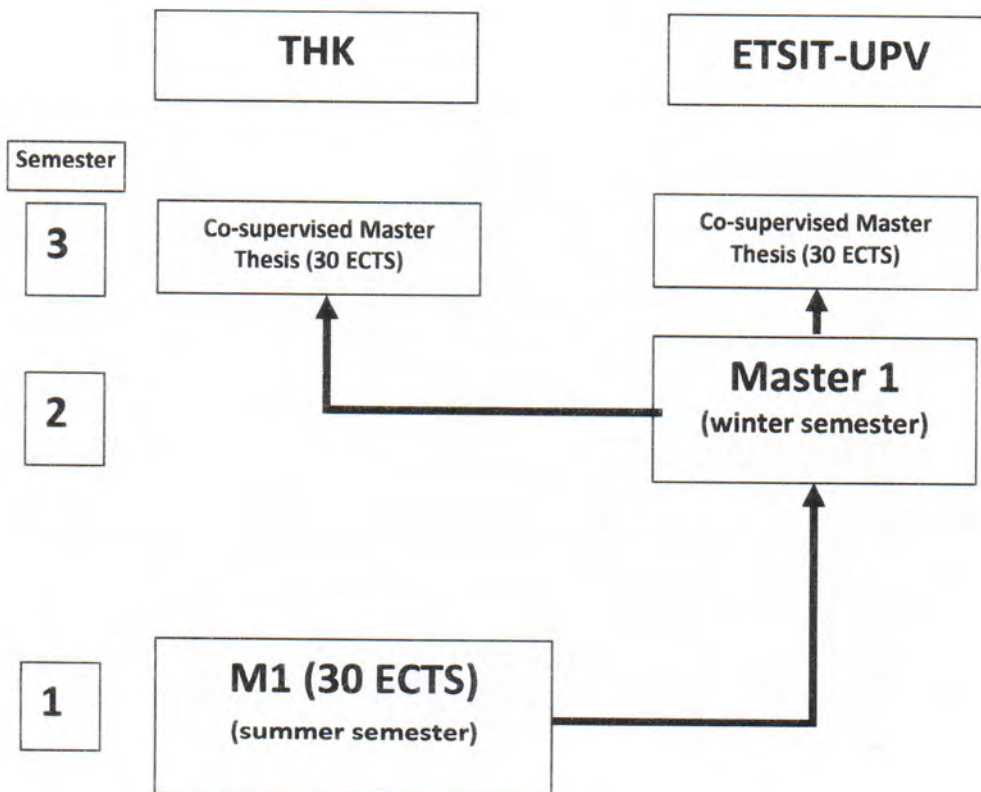 THK
ETSIT-UPV
Semester
3
Co-supervised Master
Thesis (30 ECTS)
Co-supervised Master
Thesis (30 ECTS)
2
Master 1
(winter semester)
1
M1 (30 ECTS)
(summer semester)